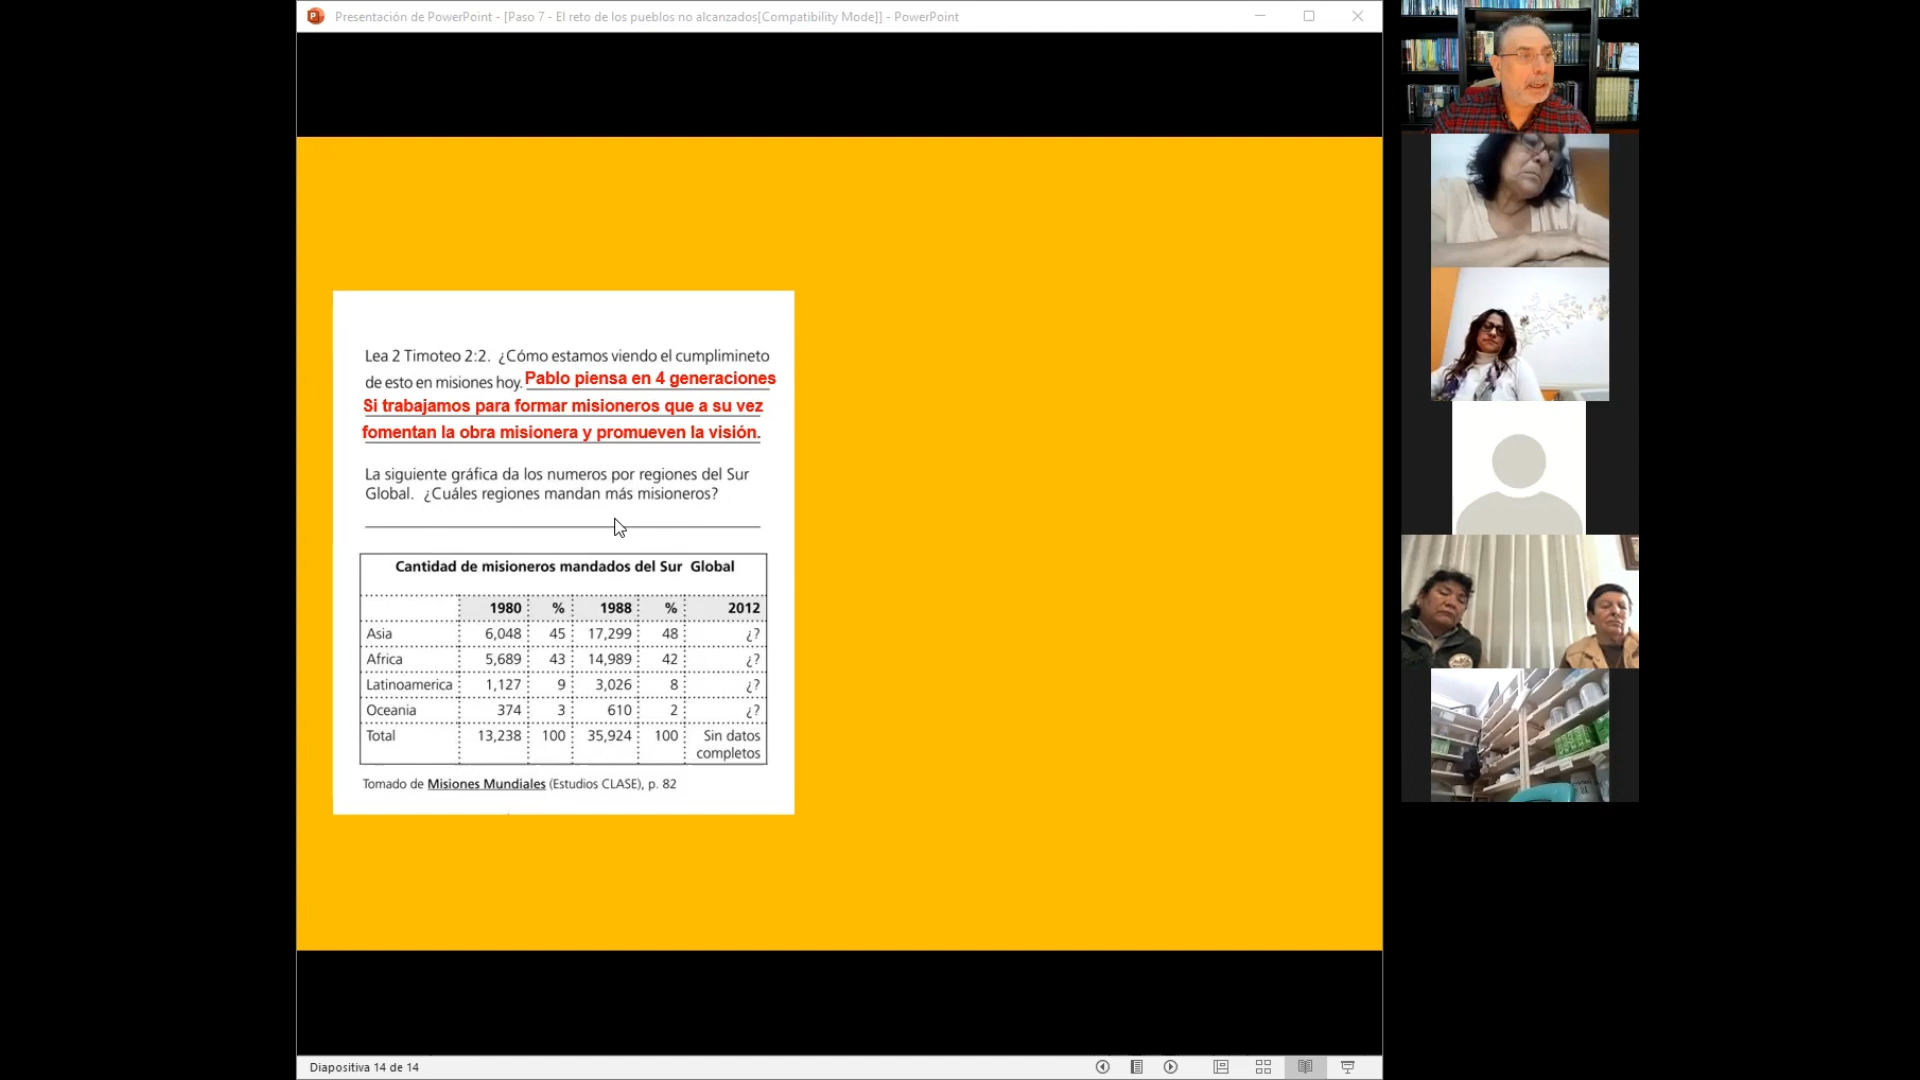 Presentación de PowerPoint - [Paso 7 - El reto de los pueblos no alcanzados[Compatibility Mode]] - PowerPoint
Lea 2 Timoteo 2:2. ¿Cómo estamos viendo el cumplimineto
de esto en misiones hoy. Pablo piensa en 4 generaciones
Si trabajamos para formar misioneros que a su vez
fomentan la obra misionera y promueven la visión.
La siguiente gráfica da los numeros por regiones del Sur
Global. ¿Cuáles regiones mandan más misioneros?
Cantidad de misioneros mandados del Sur Global
1980 % 1988 % 2012
Asia 6,048 45 17,299 48 ¿?
Africa 5,689 43 14,989 42 ¿?
Latinoamerica 1,127 9 3,026 8 ¿?
Oceania 374 3 610 2 ¿?
Total 13,238 100 35,924 100 Sin datos
completos
Tomado de Misiones Mundiales (Estudios CLASE), p. 82
Diapositiva 14 de 14